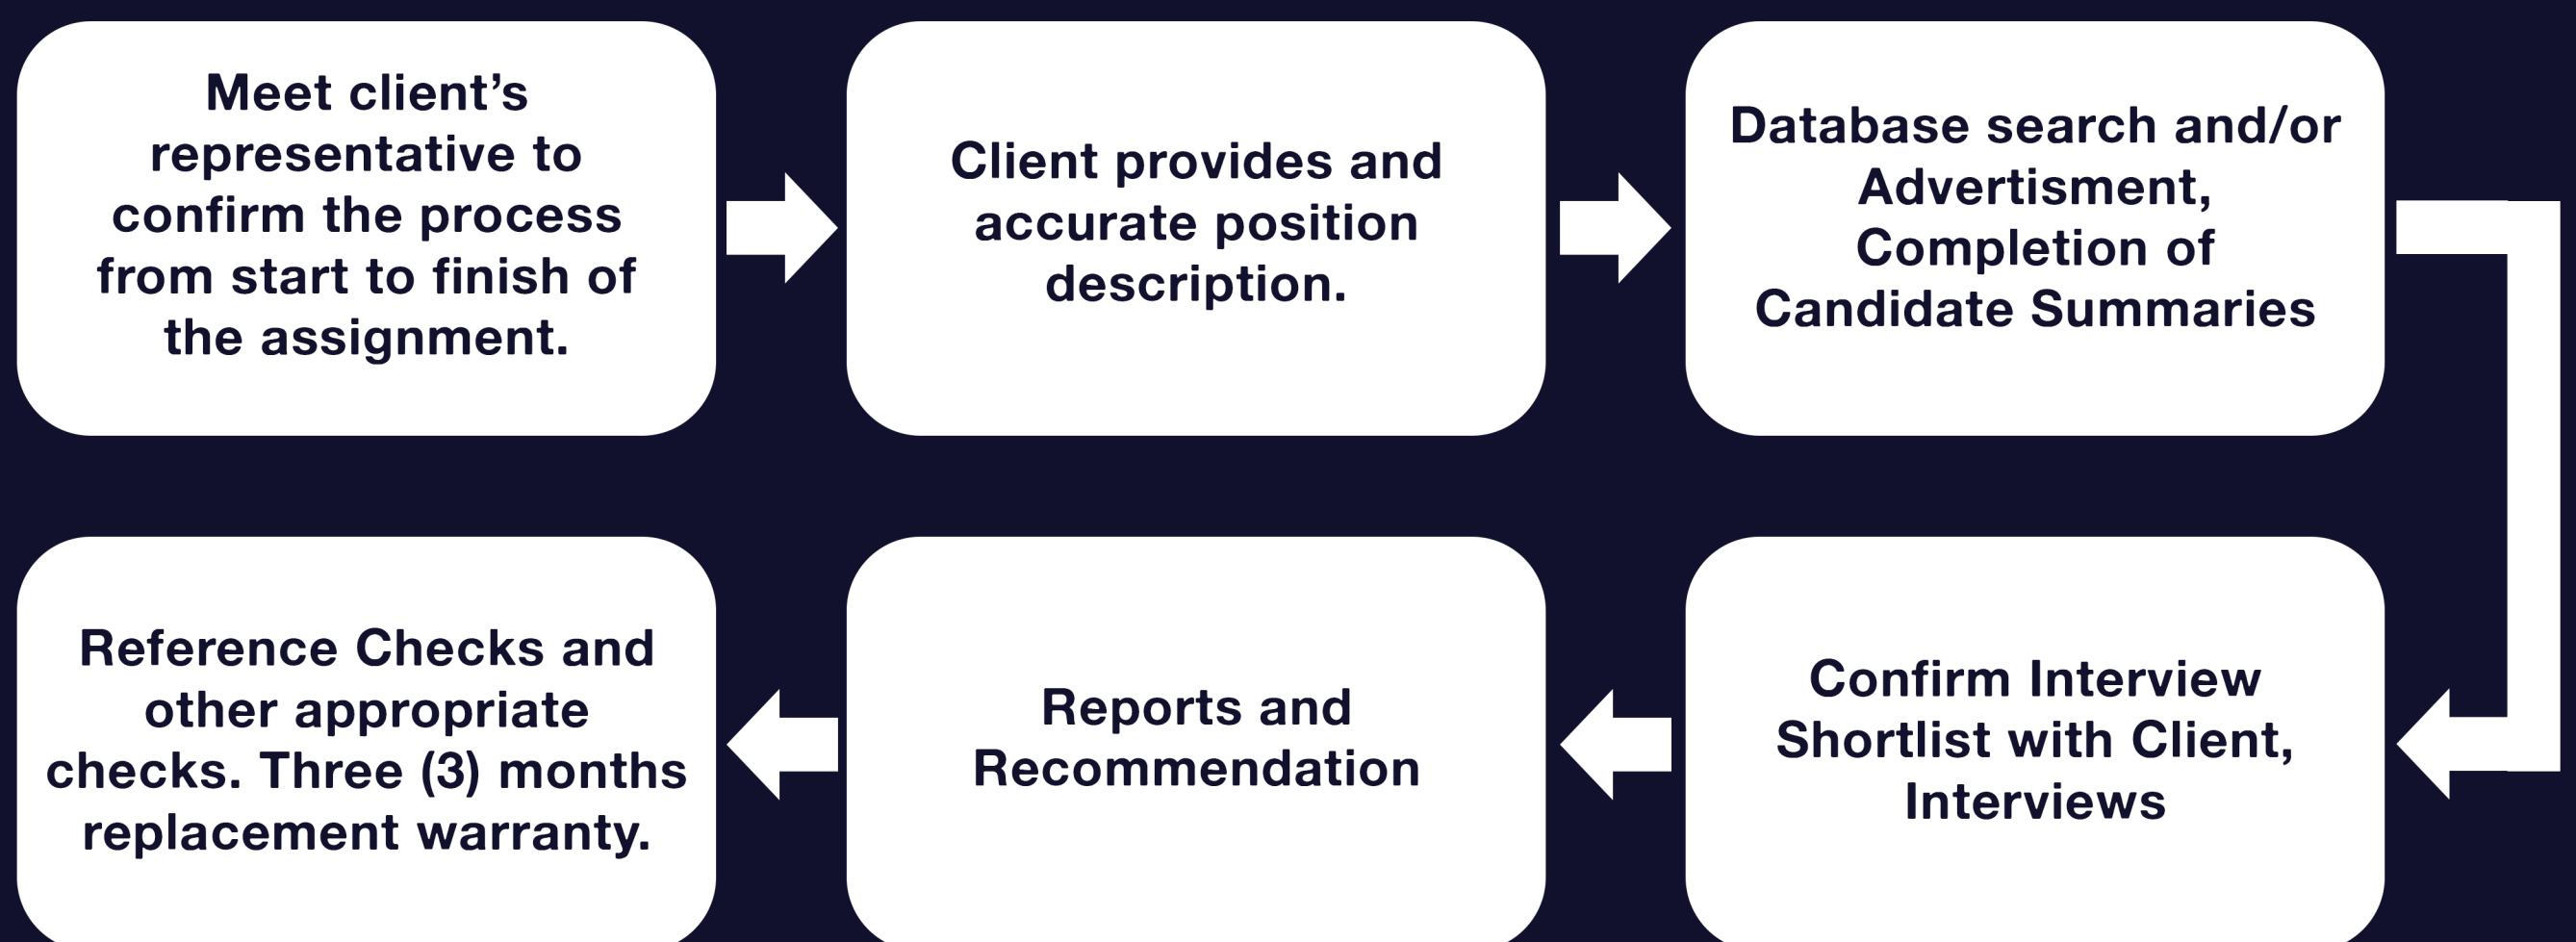 Meet client’s
representative to
confirm the process
from start to finish of
the assignment.
Client provides and
accurate position
description.
Database search and/or
Advertisment,
Completion of
Candidate Summaries
Confirm Interview
Shortlist with Client,
Interviews
Reports and
Recommendation
Reference Checks and
other appropriate
checks. Three (3) months
replacement warranty.